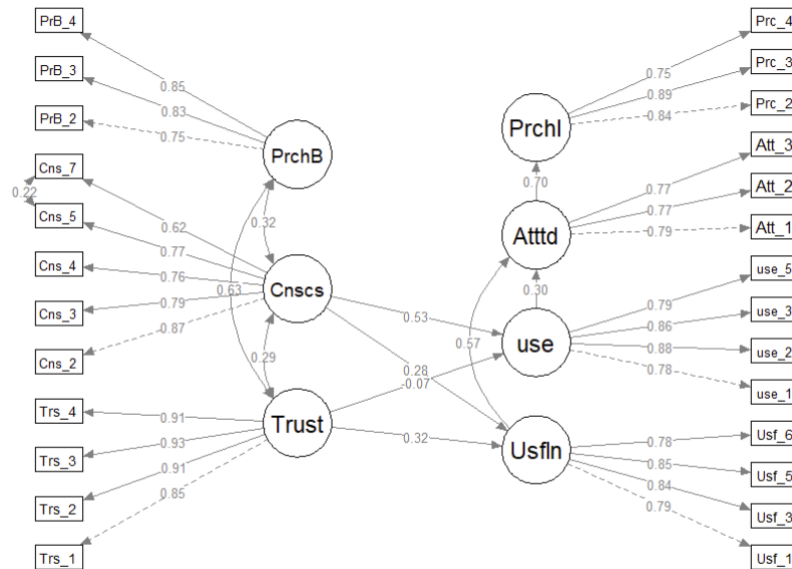 PrB_4
PrB_3
PrB_2
Cns_7
Cns_5
Cns_4
Cns_3
Cns_2
Trs_4
Trs_3
Trs_2
Trs_1
0.22
0.85
0.83
0.75
0.62
0.77
0.76
0.79
0.87
0.91
0.93
0.91
0.85
PrchB
Cnscs
Trust
0.32
0.63
0.29
0.53
0.28
-0.07
0.32
PrchI
Atttd
use
Usfln
0.70
0.30
0.57
0.75
0.89
0.84
0.77
0.77
0.79
0.79
0.86
0.88
0.78
0.78
0.85
0.84
0.79
Prc_4
Prc_3
Prc_2
Att_3
Att_2
Att_1
use_5
use_3
use_2
use_1
Usf_6
Usf_5
Usf_3
Usf_1